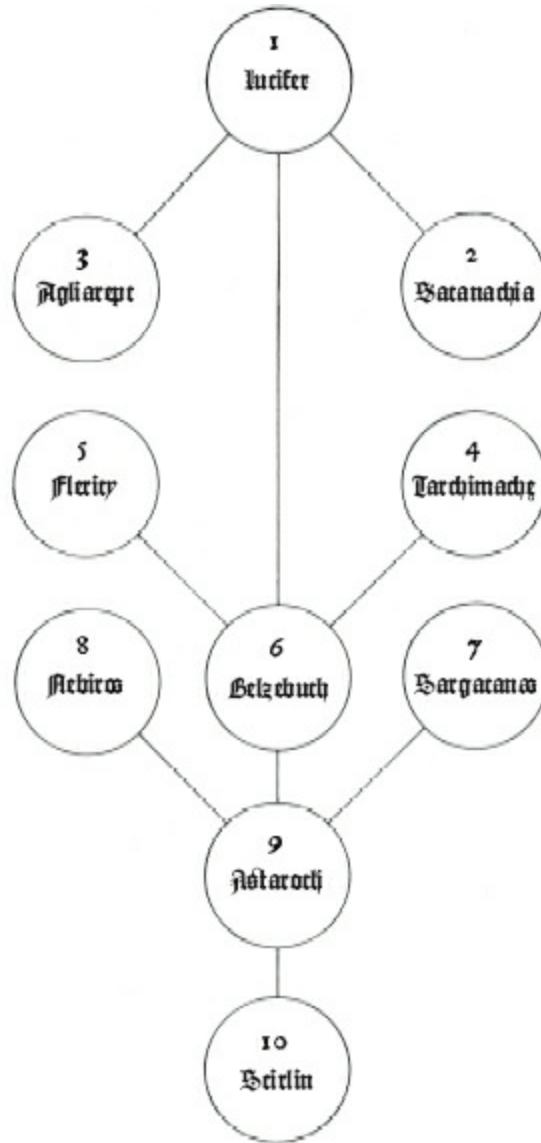 1
Lucifer
3
Agliarept
2
Satanachia
5
Flerity
4
Tarchimache
8
Nebiros
6
Belzebuth
7
Sargatanas
9
Astaroth
10
Scirlin